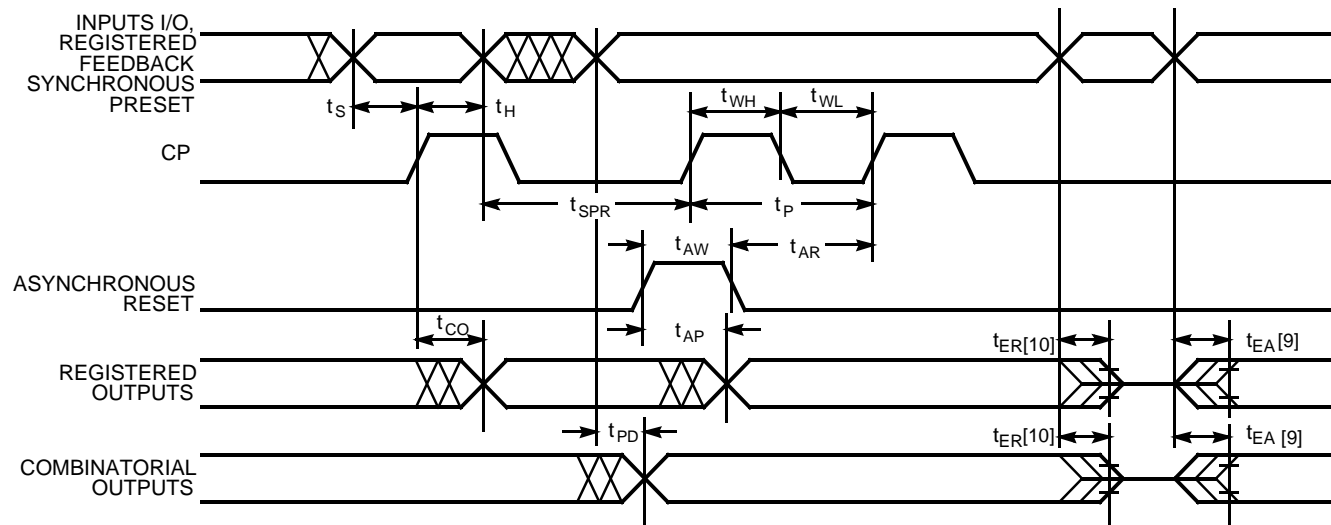 INPUTS I/O,
REGISTERED
FEEDBACK
SYNCHRONOUS
PRESET
tS
tH
tWH
tWL
CP
tSPR
tP
tAW
tAR
ASYNCHRONOUS
RESET
tCO
tAP
tER[10]
tEA[9]
REGISTERED
OUTPUTS
tPD
tER[10]
tEA [9]
COMBINATORIAL
OUTPUTS